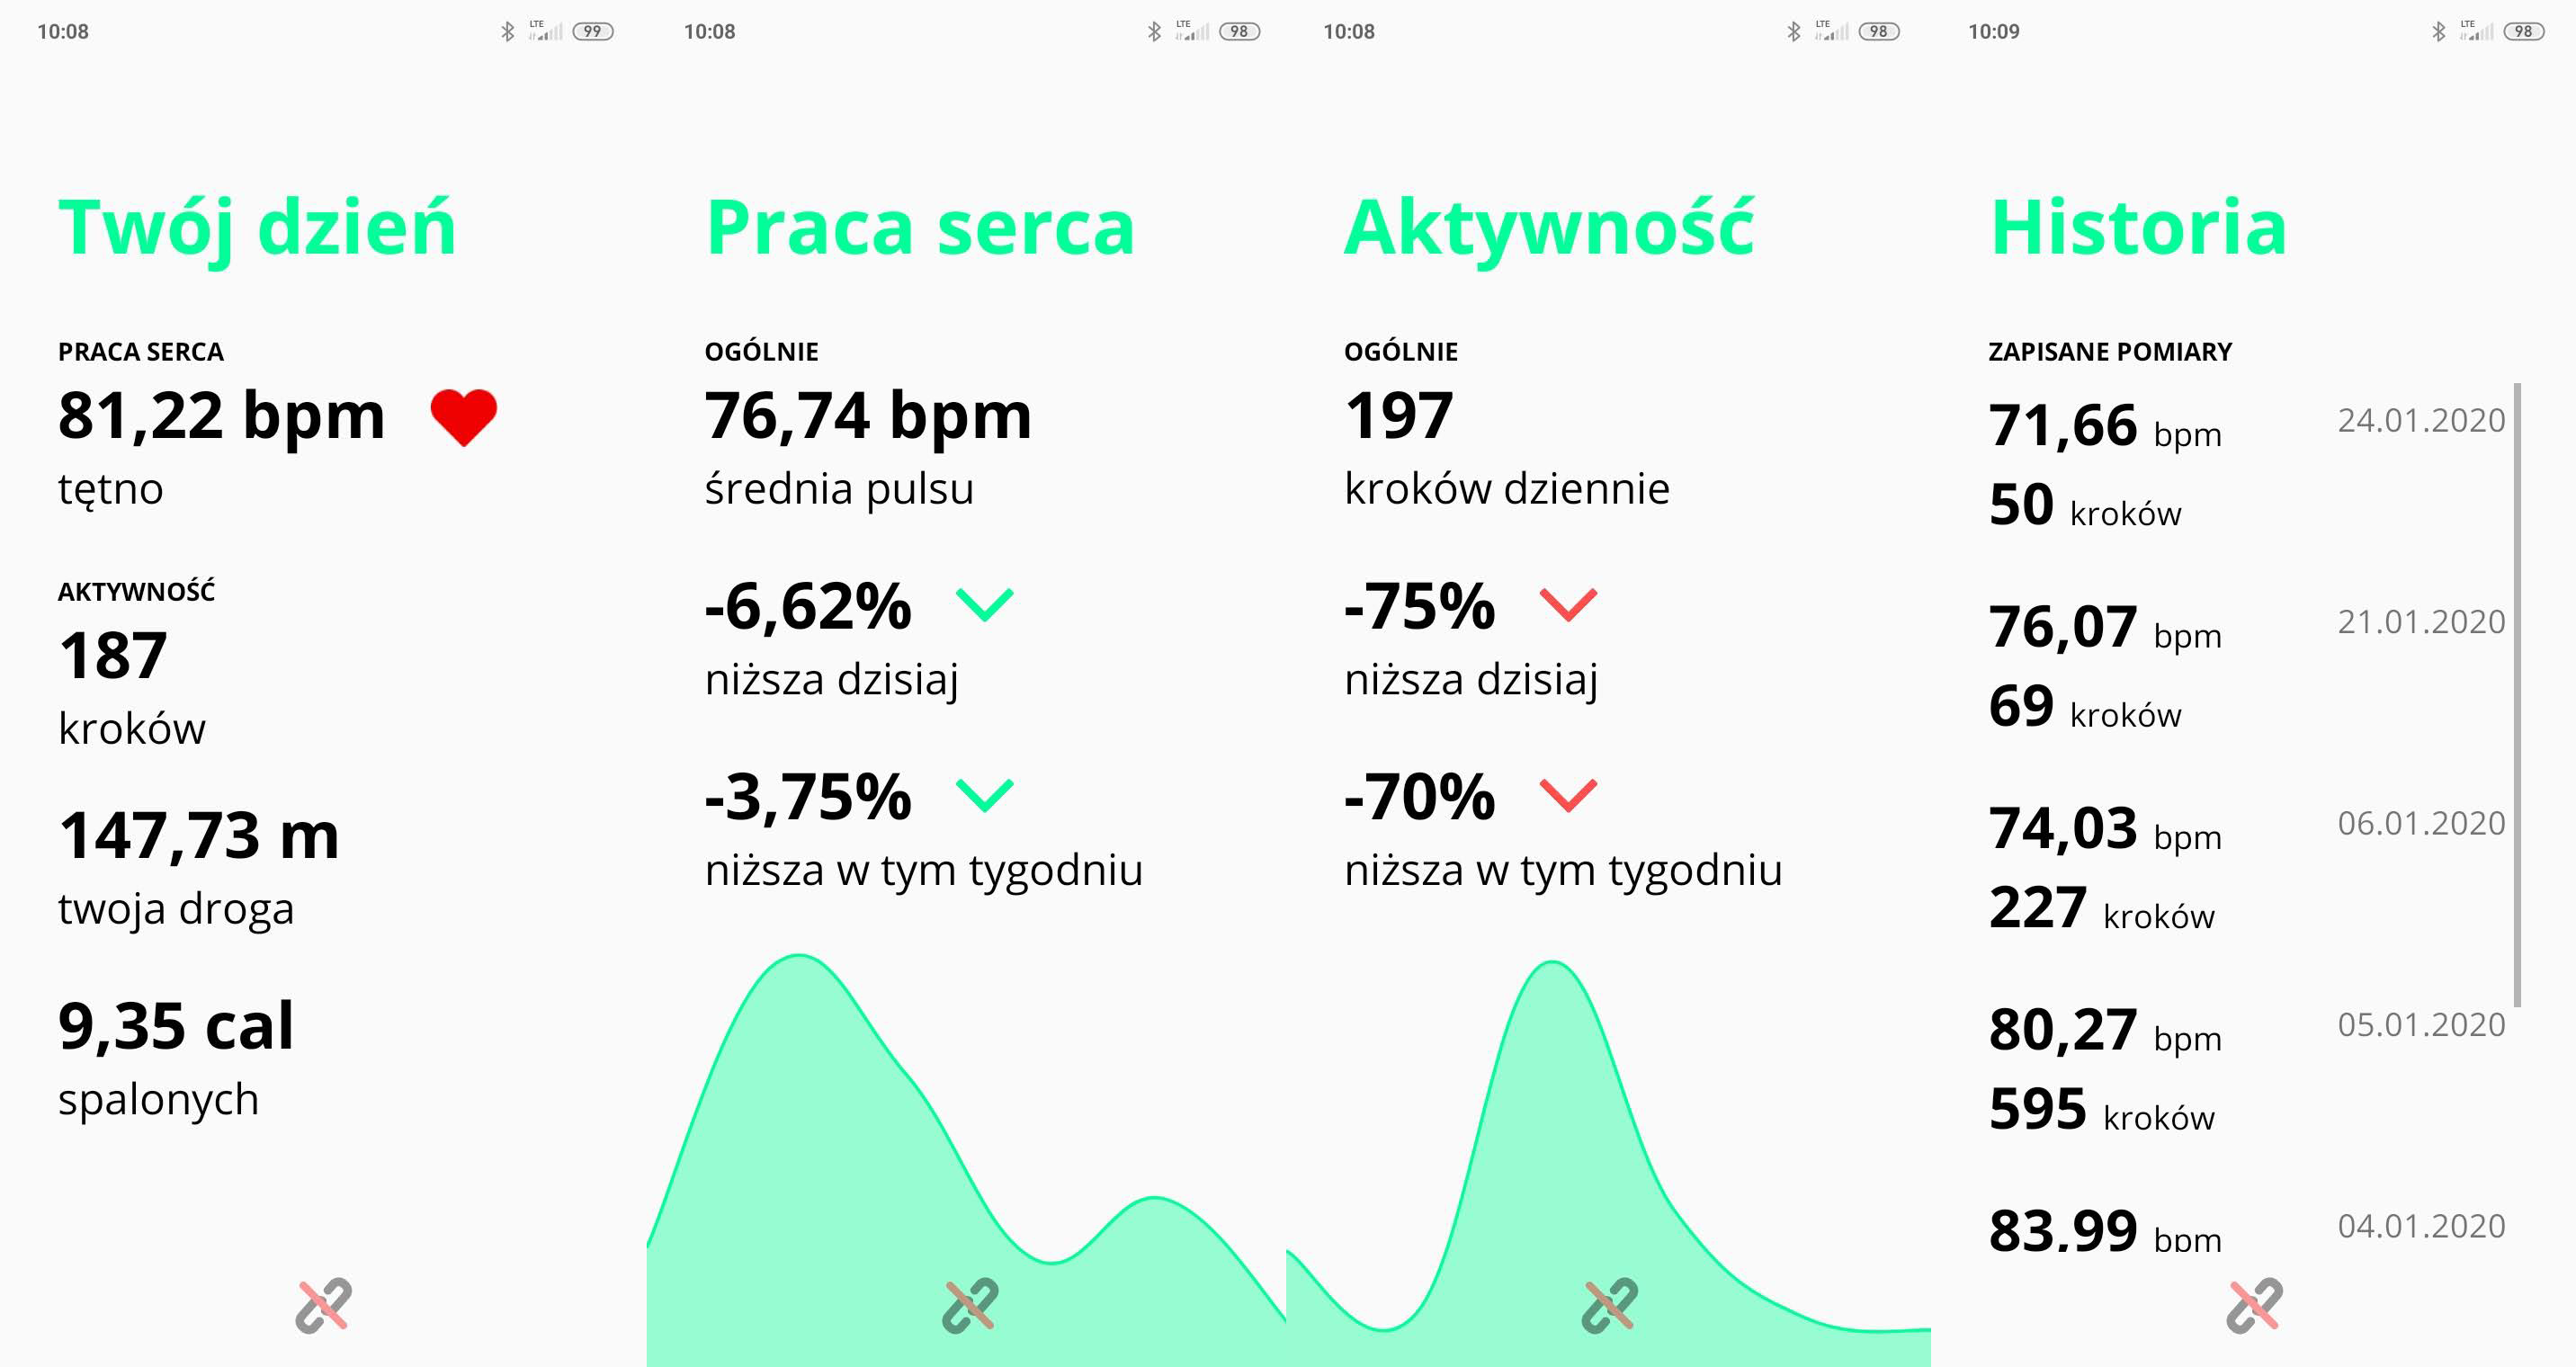 10:08
LTE
99
Twój dzień
PRACA SERCA
81,22 bpm
tętno
AKTYWNOŚĆ
187
kroków
147,73 m
twoja droga
9,35 cal
spalonych
10:08
LTE
98
Praca serca
OGÓLNIE
76,74 bpm
średnia pulsu
-6,62%
niższa dzisiaj
-3,75%
niższa w tym tygodniu
10:08
LTE
98
Aktywność
OGÓLNIE
197
kroków dziennie
-75%
niższa dzisiaj
-70%
niższa w tym tygodniu
10:09
LTE
98
Historia
ZAPISANE POMIARY
71,66 bpm 24.01.2020
50 kroków
76,07 bpm 21.01.2020
69 kroków
74,03 bpm 06.01.2020
227 kroków
80,27 bpm 05.01.2020
595 kroków
83,99 bpm 04.01.2020